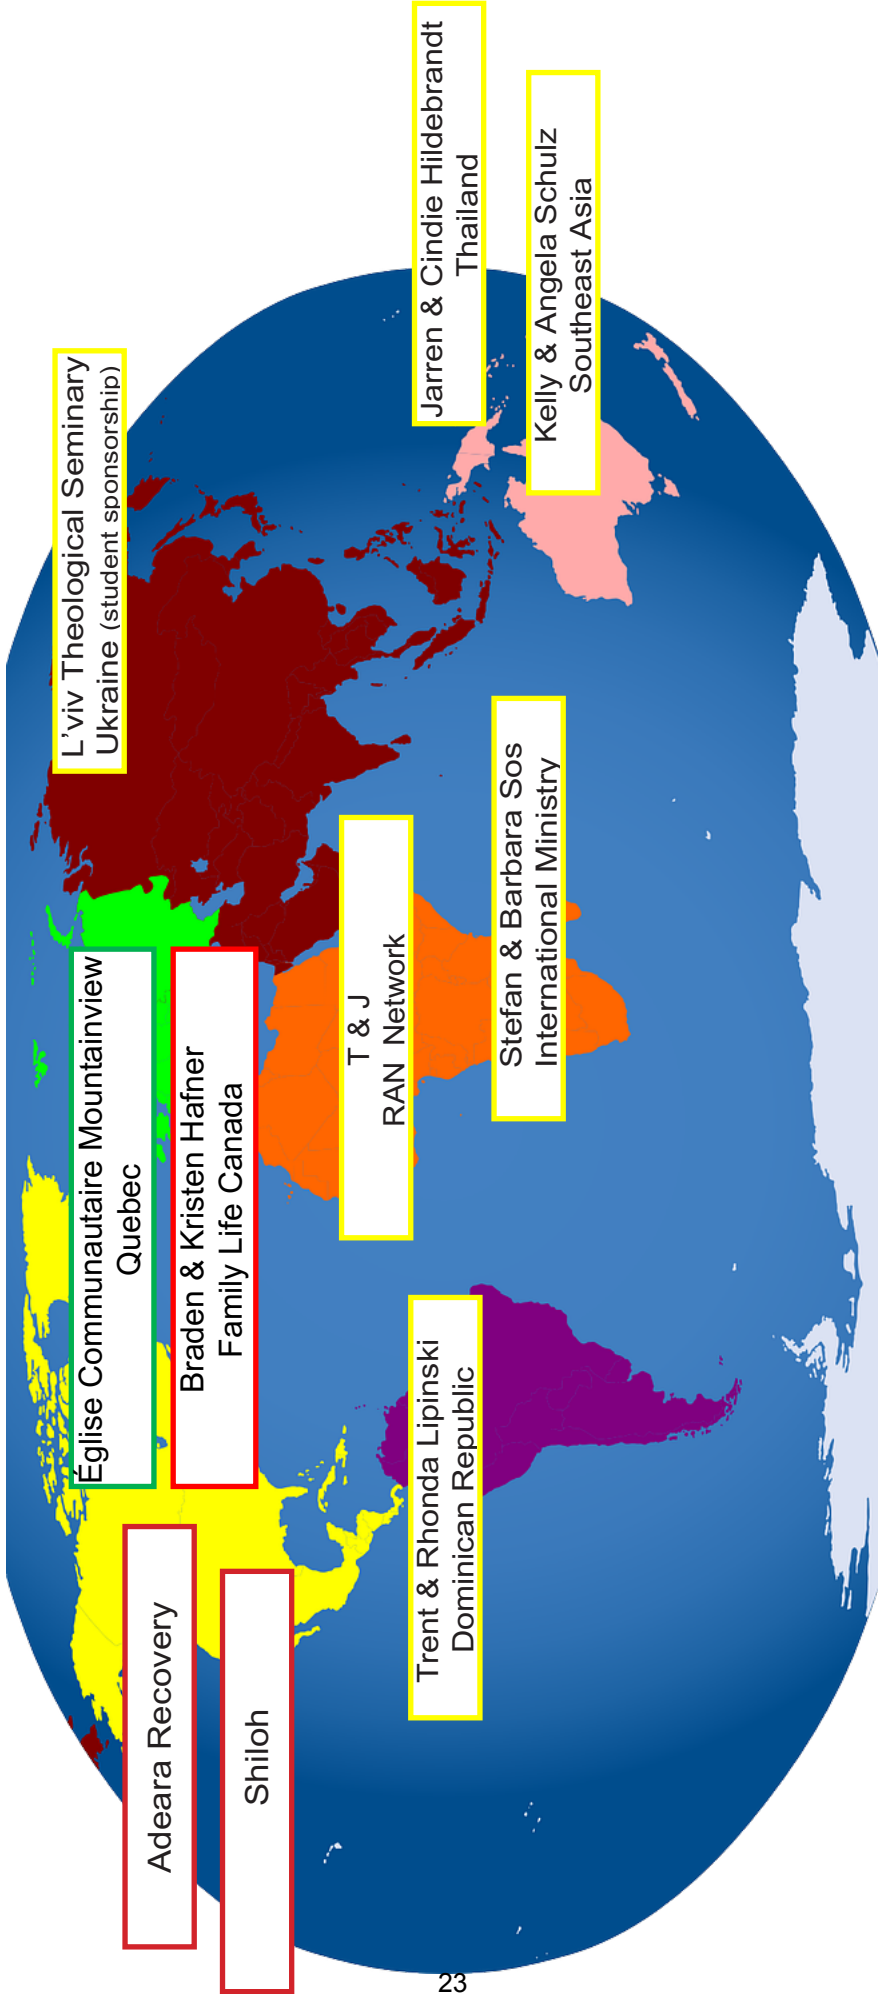 L'viv Theological Seminary
Ukraine (student sponsorship)
Église Communautaire Mountainview
Quebec
Braden & Kristen Hafner
Family Life Canada
Adeara Recovery
Shiloh
Jarren & Cindie Hildebrandt
Thailand
Kelly & Angela Schulz
Southeast Asia
T & J
RAN Network
Stefan & Barbara Sos
International Ministry
Trent & Rhonda Lipinski
Dominican Republic
23